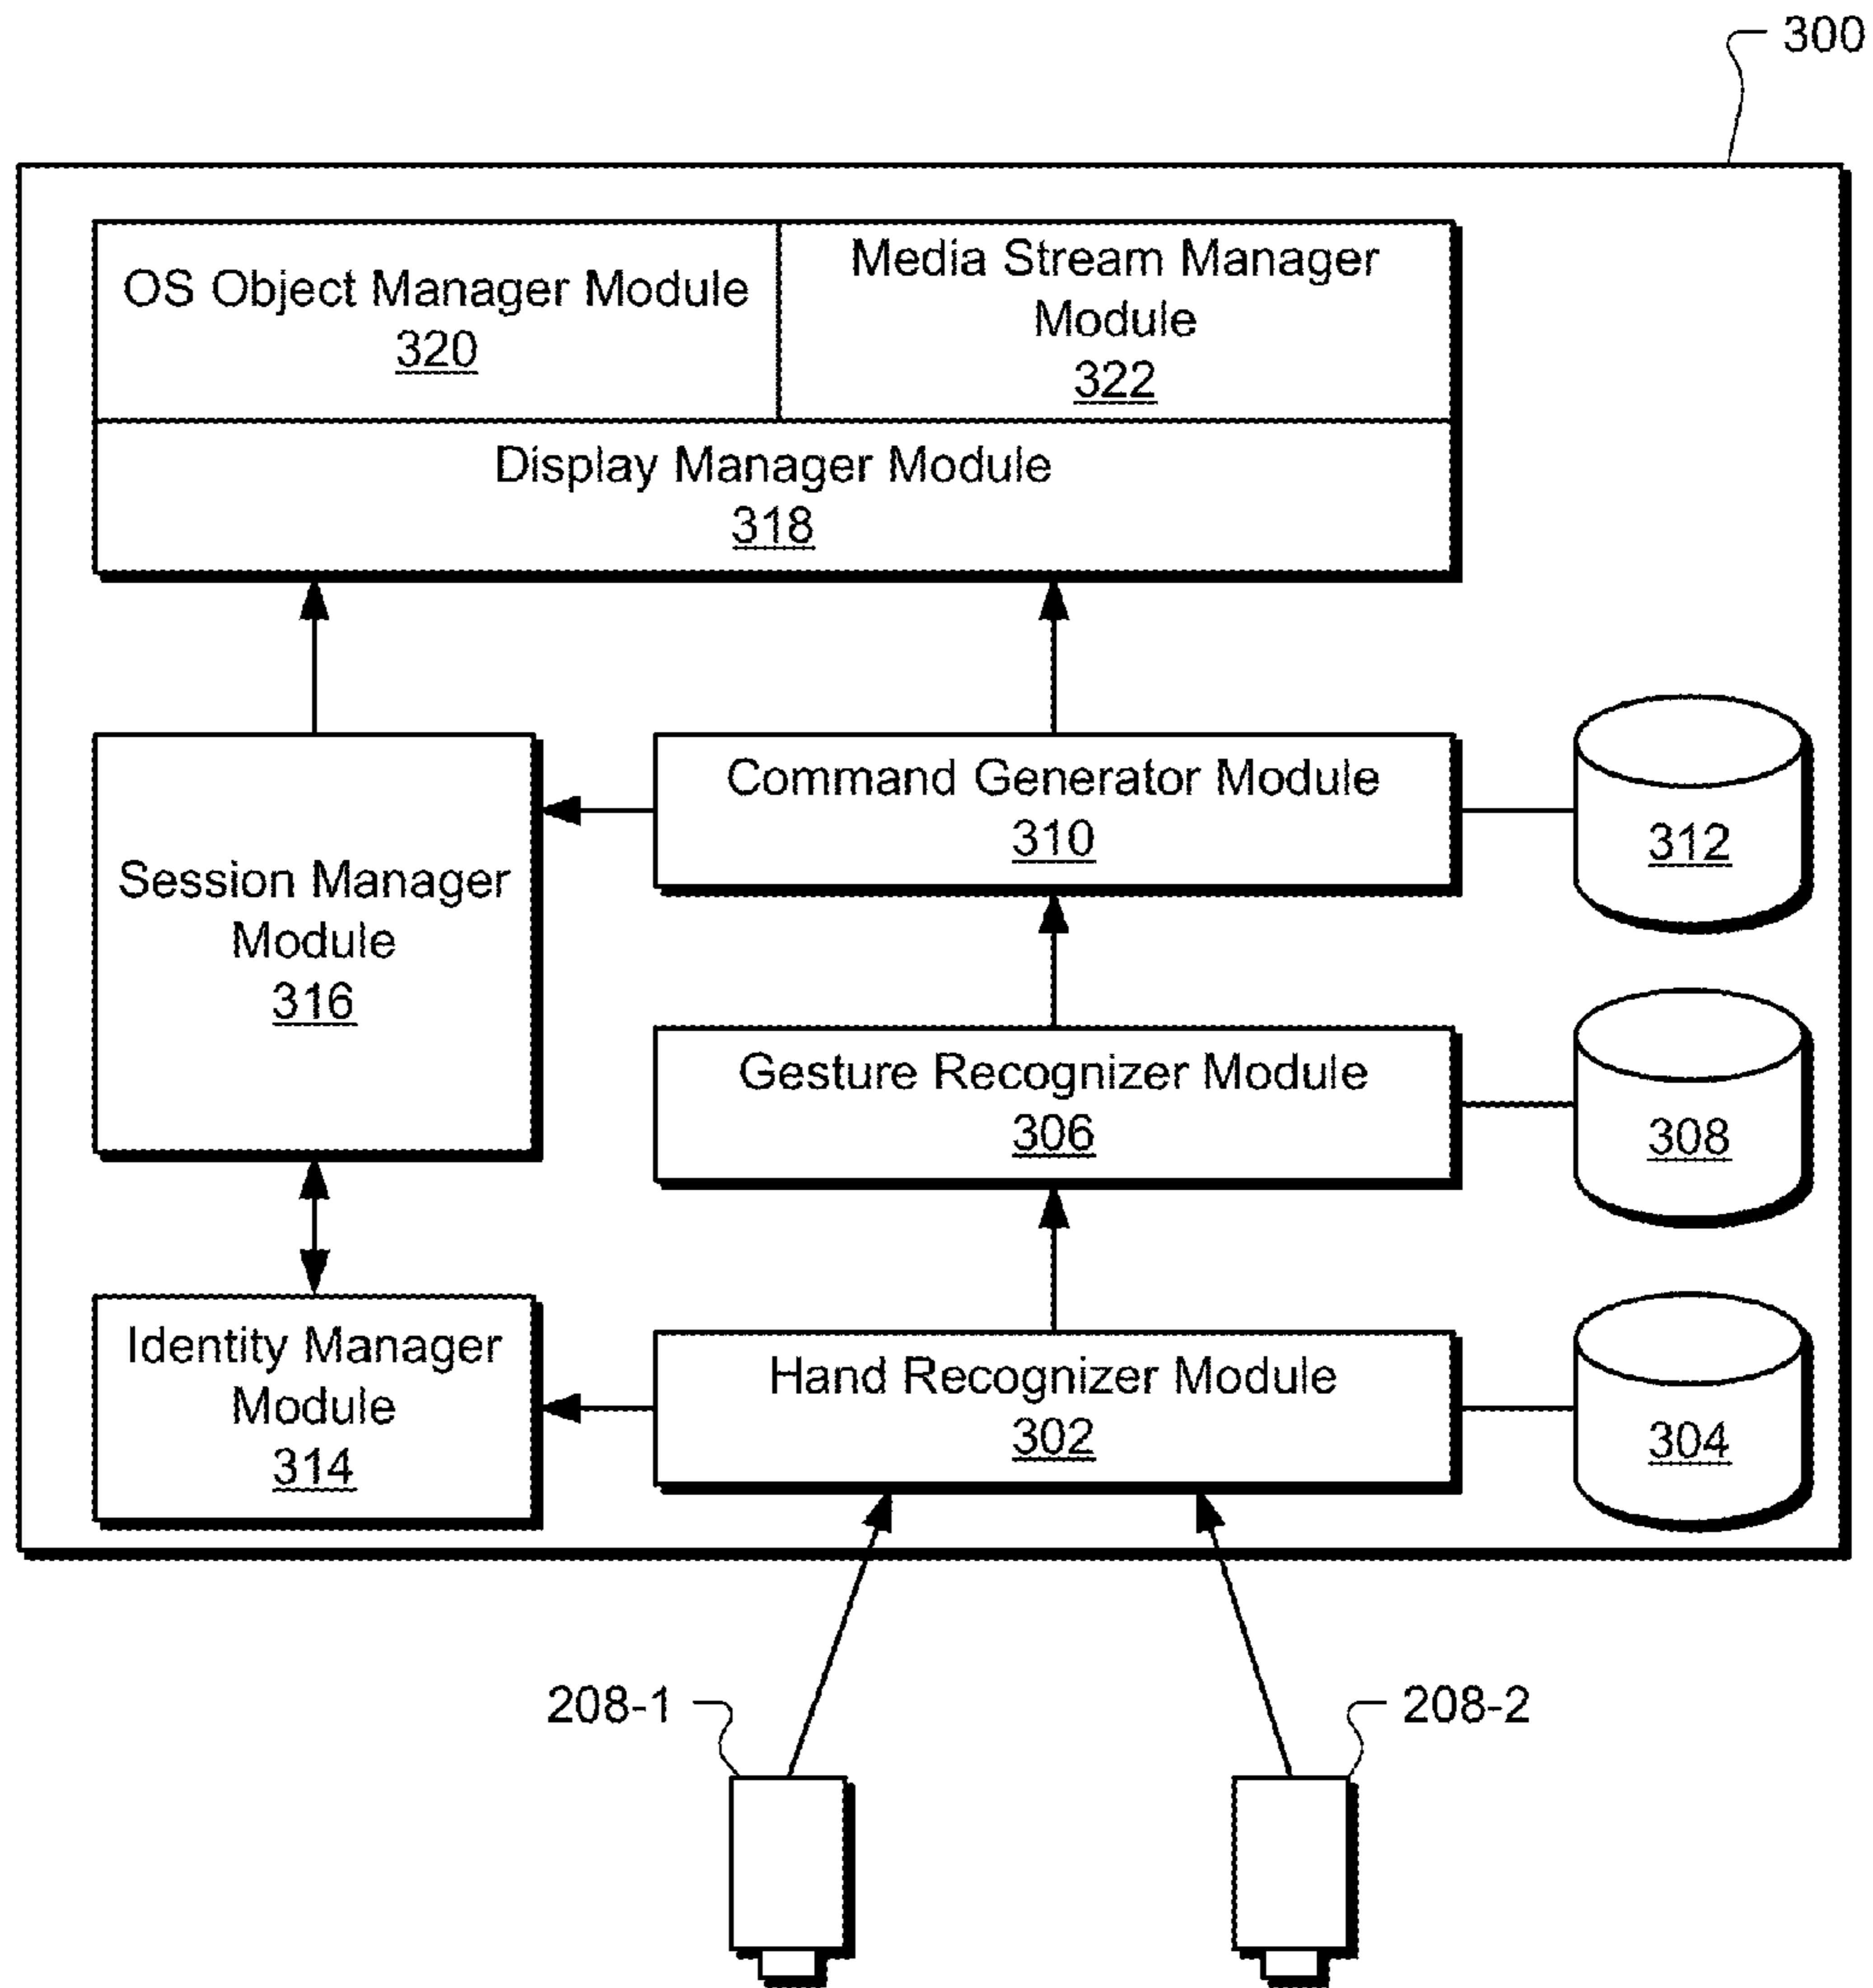 300
OS Object Manager Module
320
Media Stream Manager
Module
322
Display Manager Module
318
Session Manager
Module
316
Command Generator Module
310
312
Gesture Recognizer Module
306
308
Identity Manager
Module
314
Hand Recognizer Module
302
304
208-1
208-2